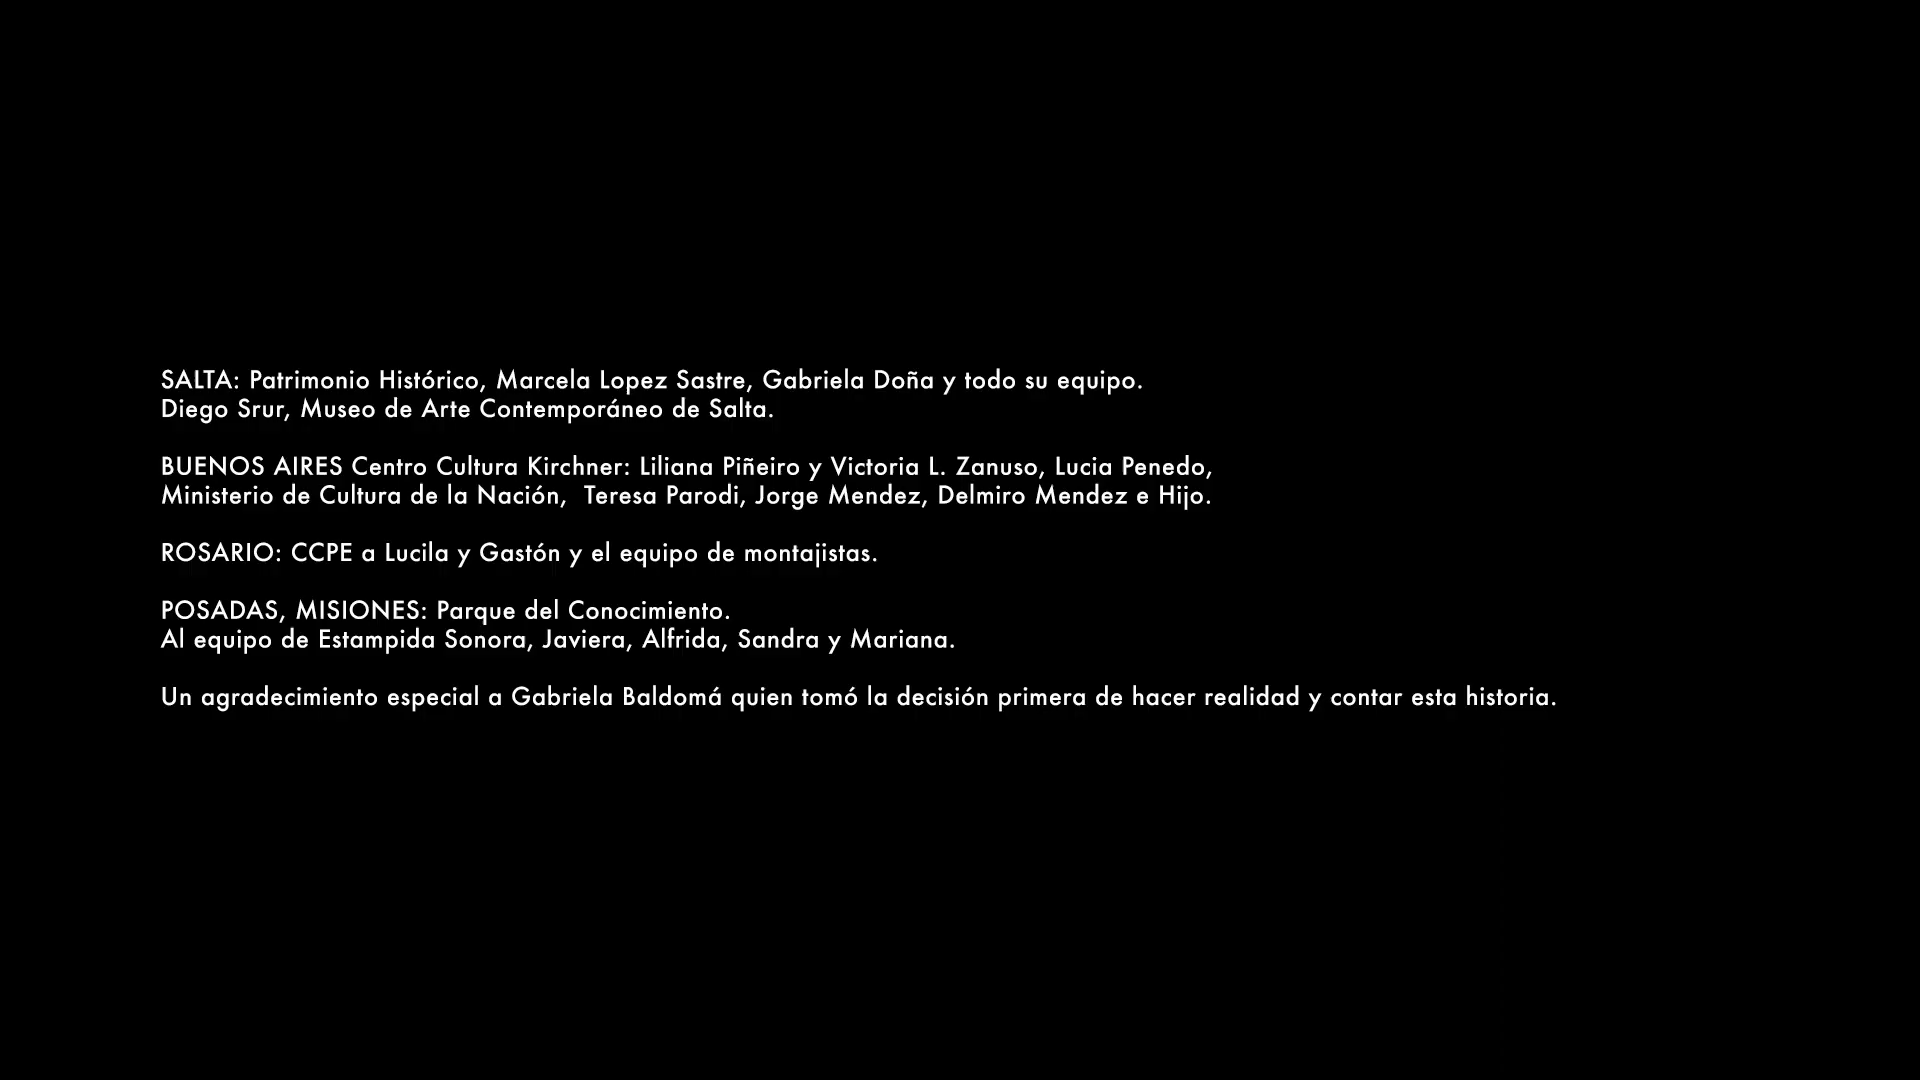 SALTA: Patrimonio Histórico, Marcela Lopez Sastre, Gabriela Doña y todo su equipo.
Diego Srur, Museo de Arte Contemporáneo de Salta.
BUENOS AIRES Centro Cultura Kirchner: Liliana Piñeiro y Victoria L. Zanuso, Lucia Penedo,
Ministerio de Cultura de la Nación,  Teresa Parodi, Jorge Mendez, Delmiro Mendez e Hijo.
ROSARIO: CCPE a Lucila y Gastón y el equipo de montajistas.
POSADAS, MISIONES: Parque del Conocimiento.
Al equipo de Estampida Sonora, Javiera, Alfrida, Sandra y Mariana.
Un agradecimiento especial a Gabriela Baldomá quien tomó la decisión primera de hacer realidad y contar esta historia.